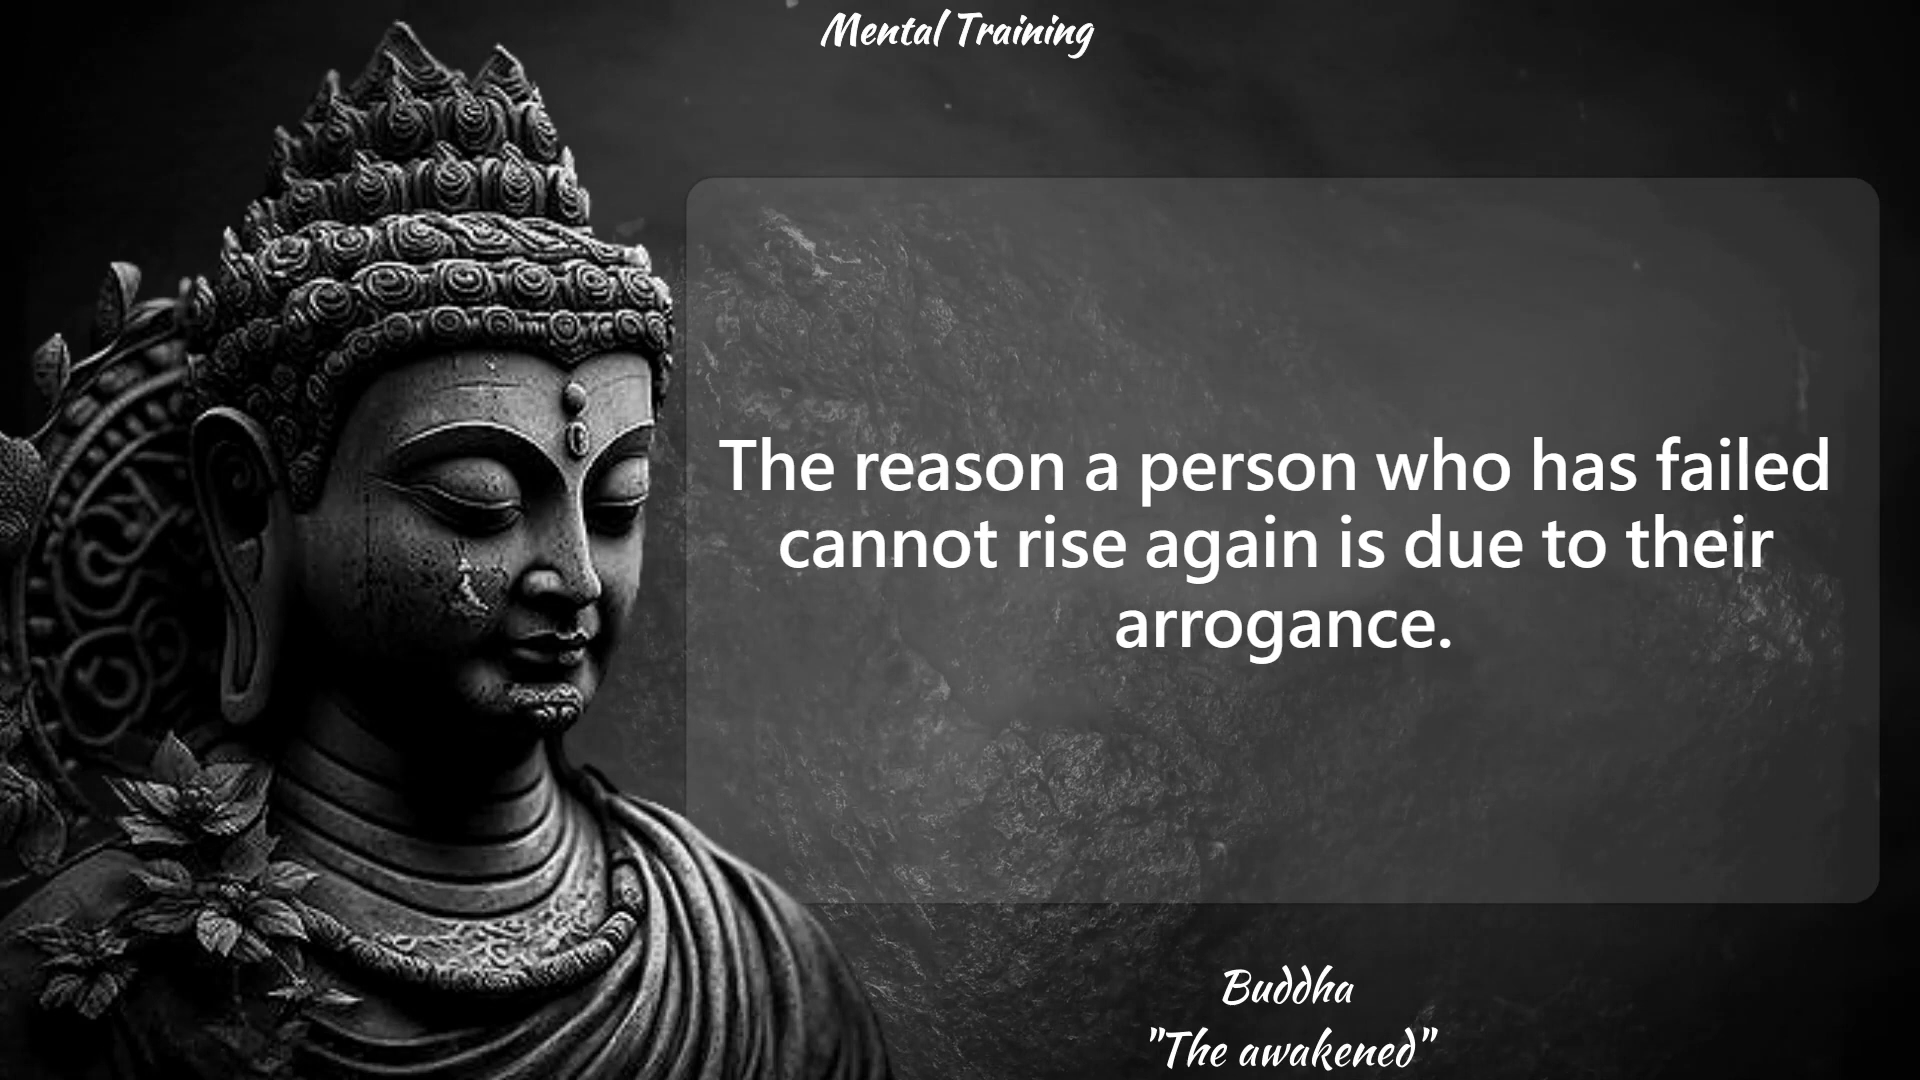 Mental Training
The reason a person who has failed
cannot rise again is due to their
arrogance.
Buddha
"The awakened"